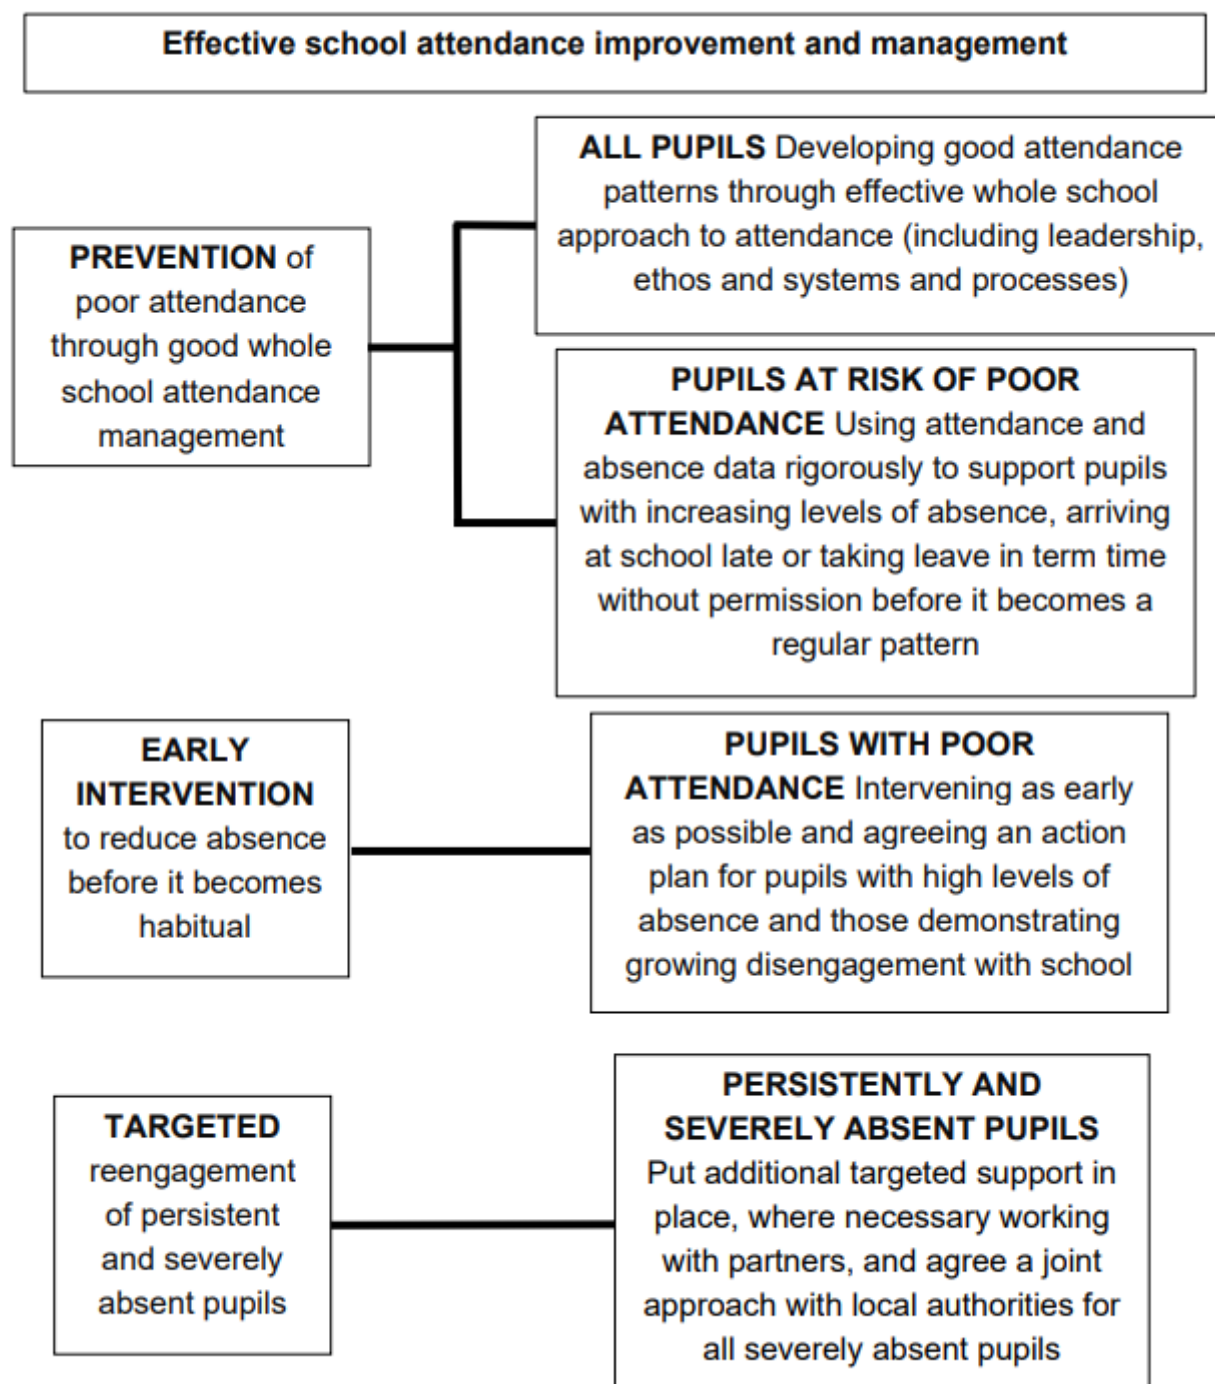 Effective school attendance improvement and management
PREVENTION of
poor attendance
through good whole
school attendance
management
ALL PUPILS Developing good attendance
patterns through effective whole school
approach to attendance (including leadership,
ethos and systems and processes)
PUPILS AT RISK OF POOR
ATTENDANCE Using attendance and
absence data rigorously to support pupils
with increasing levels of absence, arriving
at school late or taking leave in term time
without permission before it becomes a
regular pattern
EARLY
INTERVENTION
to reduce absence
before it becomes
habitual
PUPILS WITH POOR
ATTENDANCE Intervening as early
as possible and agreeing an action
plan for pupils with high levels of
absence and those demonstrating
growing disengagement with school
TARGETED
reengagement
of persistent
and severely
absent pupils
PERSISTENTLY AND
SEVERELY ABSENT PUPILS
Put additional targeted support in
place, where necessary working
with partners, and agree a joint
approach with local authorities for
all severely absent pupils